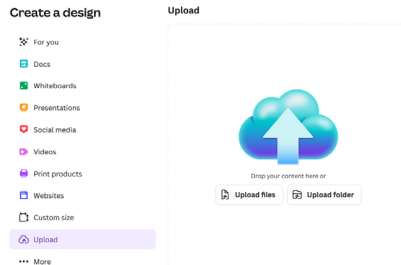 Create a design
For you
Docs
Whiteboards
Presentations
Social media
Videos
Print products
Websites
Custom size
Upload
More
Upload
Drop your content here or
Upload files
Upload folder